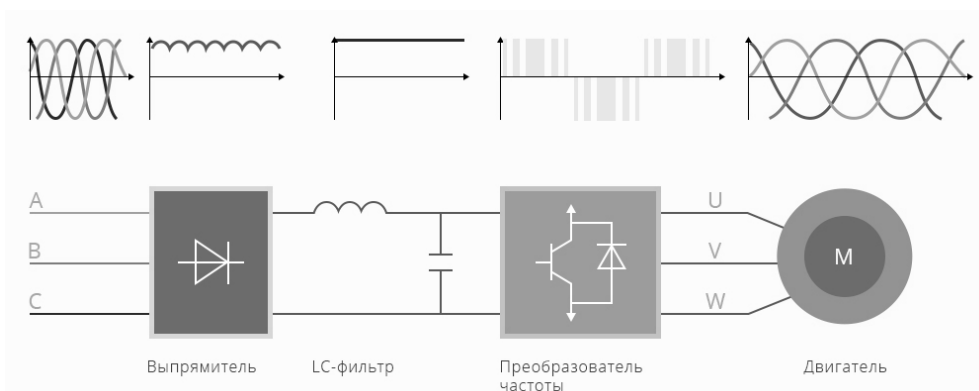 A
B
C
U
V
W
M
Выпрямитель
LC-фильтр
Преобразователь
частоты
Двигатель